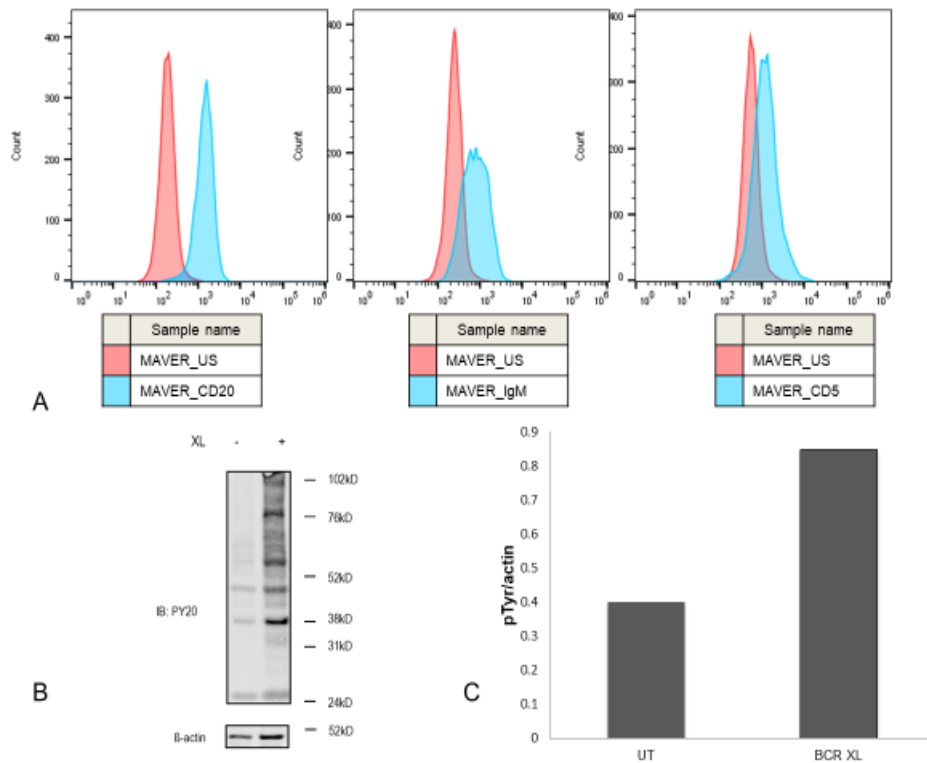 400
300
200
100
0
Count
10^0 10^1 10^2 10^3 10^4 10^5 10^6
400
300
200
100
0
Count
10^0 10^1 10^2 10^3 10^4 10^5 10^6
400
300
200
100
0
Count
10^0 10^1 10^2 10^3 10^4 10^5 10^6
Sample name
MAVER_US
MAVER_CD20
Sample name
MAVER_US
MAVER_IgM
Sample name
MAVER_US
MAVER_CD5
A
XL - +
102kD
76kD
52kD
IB: PY20
38kD
31kD
24kD
ß-actin
52kD
B
0.9
0.8
0.7
0.6
0.5
0.4
0.3
0.2
0.1
0
pTyr/actin
UT BCR XL
C